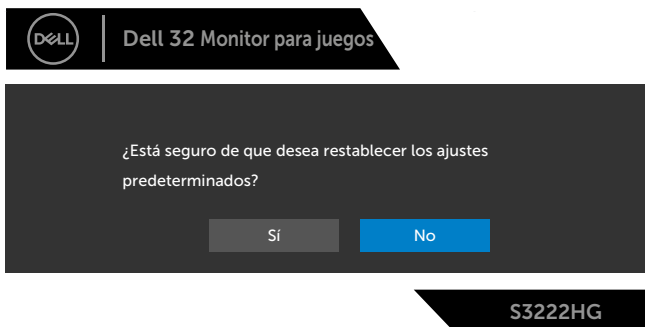 DELL
Dell 32 Monitor para juegos
¿Está seguro de que desea restablecer los ajustes
predeterminados?
Sí
No
S3222HG